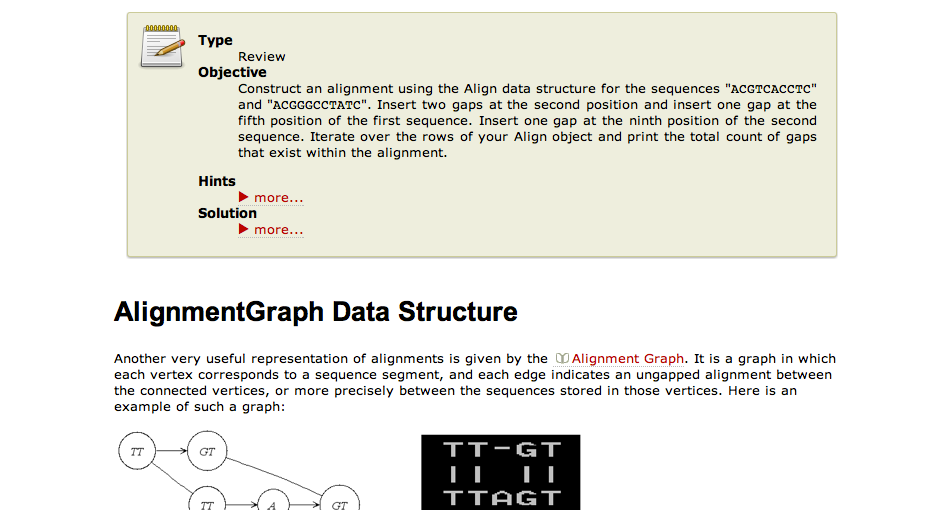 Type
Review
Objective
Construct an alignment using the Align data structure for the sequences "ACGTCACCTC"
and "ACGGGCCTATC". Insert two gaps at the second position and insert one gap at the
fifth position of the first sequence. Insert one gap at the ninth position of the second
sequence. Iterate over the rows of your Align object and print the total count of gaps
that exist within the alignment.
Hints
more...
Solution
more...
AlignmentGraph Data Structure
Another very useful representation of alignments is given by the Alignment Graph. It is a graph in which
each vertex corresponds to a sequence segment, and each edge indicates an ungapped alignment between
the connected vertices, or more precisely between the sequences stored in those vertices. Here is an
example of such a graph:
TT GT
TT A GT
TT-GT
|| ||
TTAGT